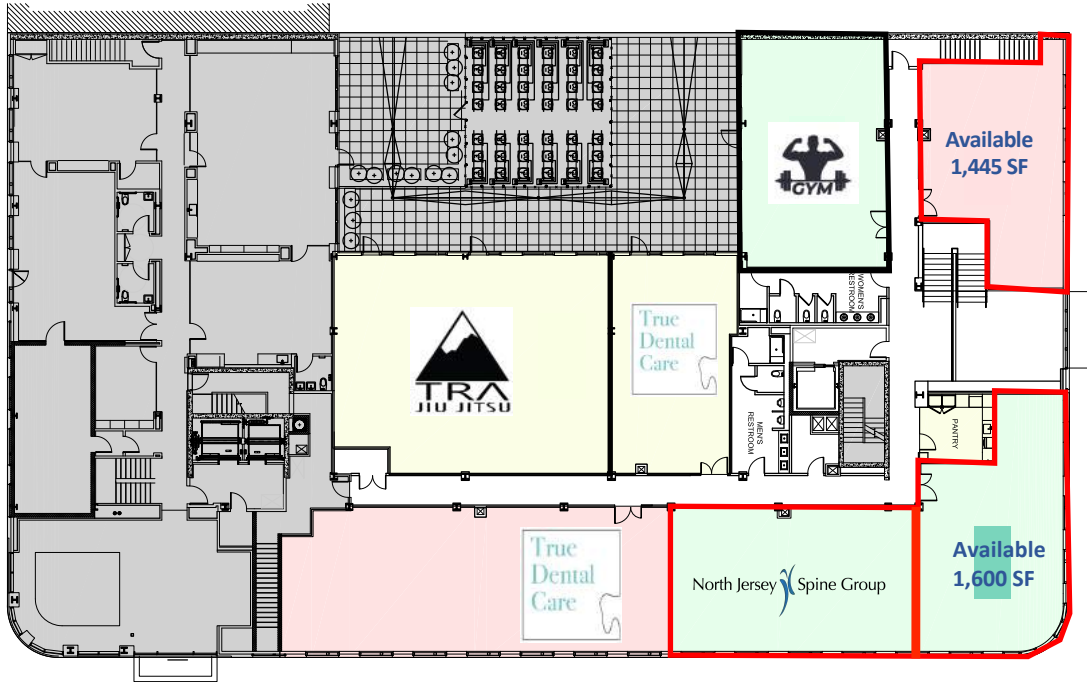 Available
1,445 SF
GYM
WOMEN'S
RESTROOM
True
Dental
Care
TRA
JIU JITSU
MEN'S
RESTROOM
PANTRY
True
Dental
Care
North Jersey Spine Group
Available
1,600 SF